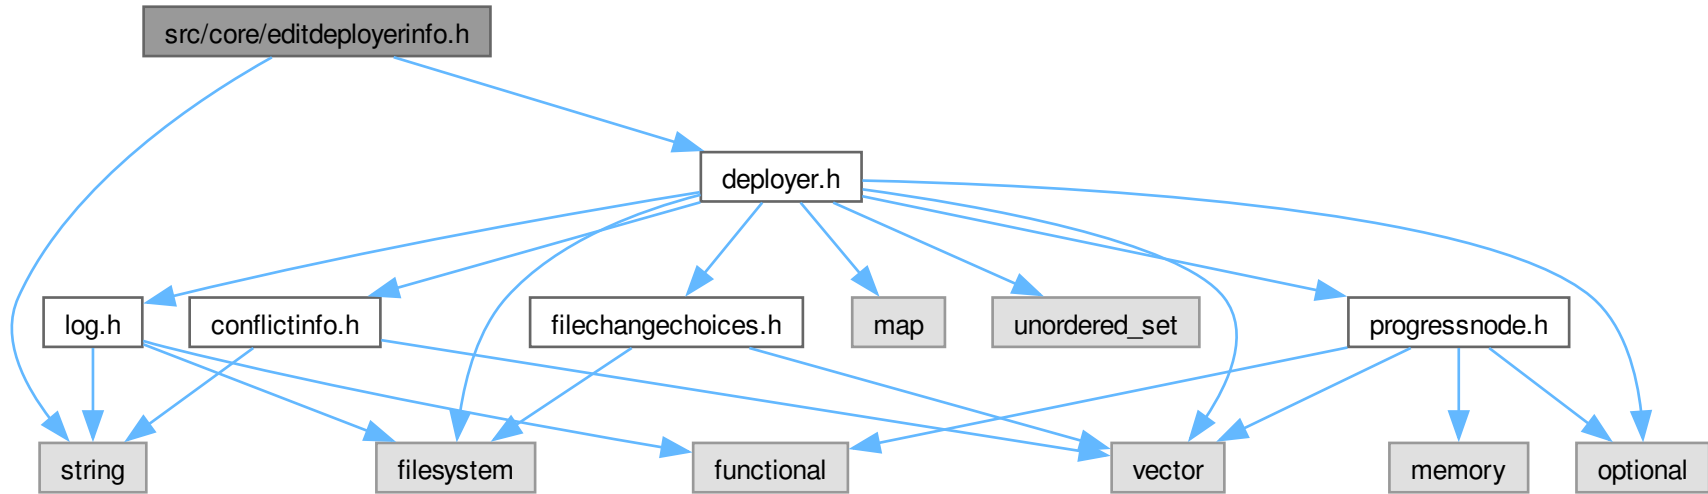 src/core/editdeployerinfo.h
deployer.h
log.h
conflictinfo.h
filechangechoices.h
map
unordered_set
progressnode.h
string
filesystem
functional
vector
memory
optional